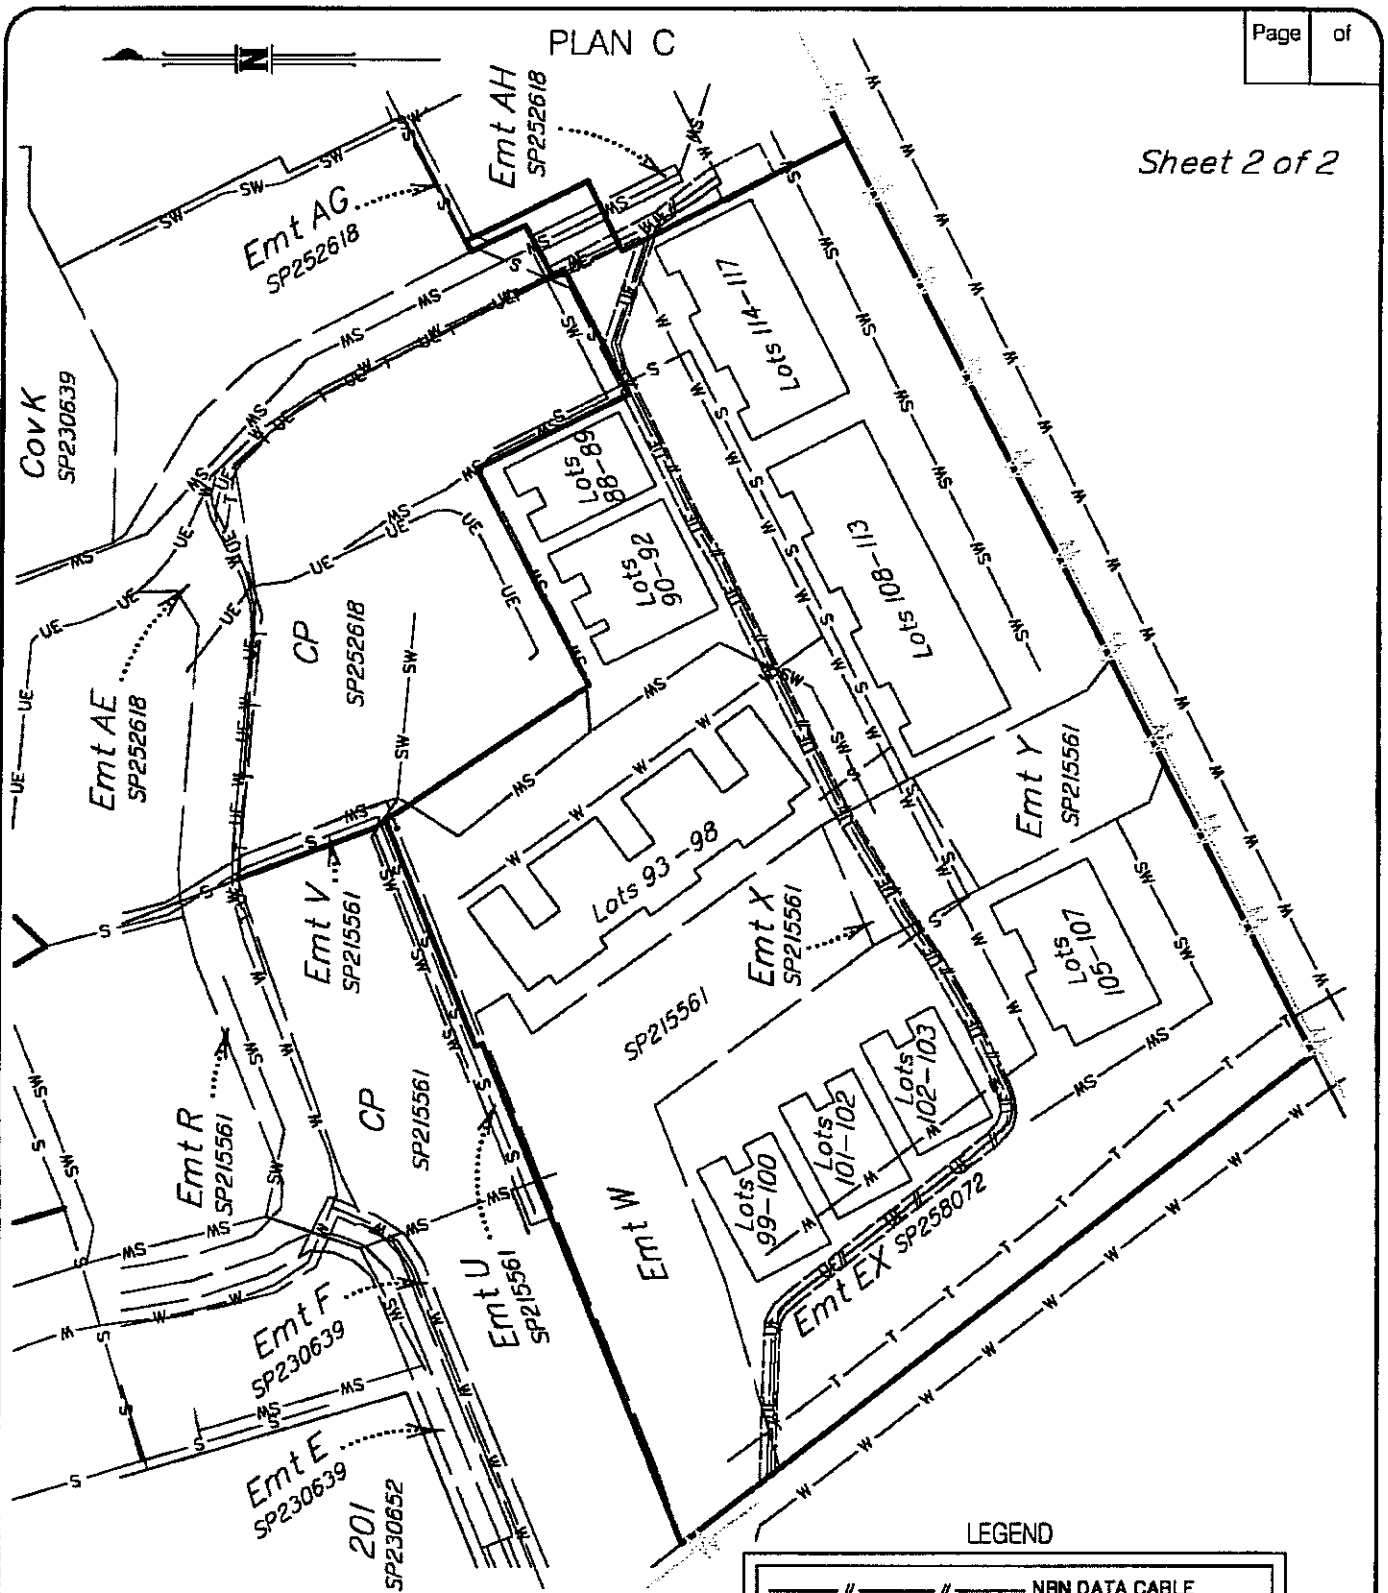 PLAN C
Page of
Sheet 2 of 2
N
Emt AH
SP252618
Emt AG
SP252618
Cov K
SP230639
Lots 114-117
Lots
88-89
Lots
90-92
Lots 108-113
CP
SP252618
Emt AE
SP252618
Emt Y
SP215561
Lots 93-98
Emt V
SP215561
Emt X
SP215561
Lots
105-107
SP215561
Emt R
SP215561
CP
SP215561
Lots
102-103
Lots
101-102
Lots
99-100
Emt W
Emt EX SP258072
Emt U
SP215561
Emt F
SP230639
Emt E
SP230639
201
SP230652
LEGEND
// // NBN DATA CABLE